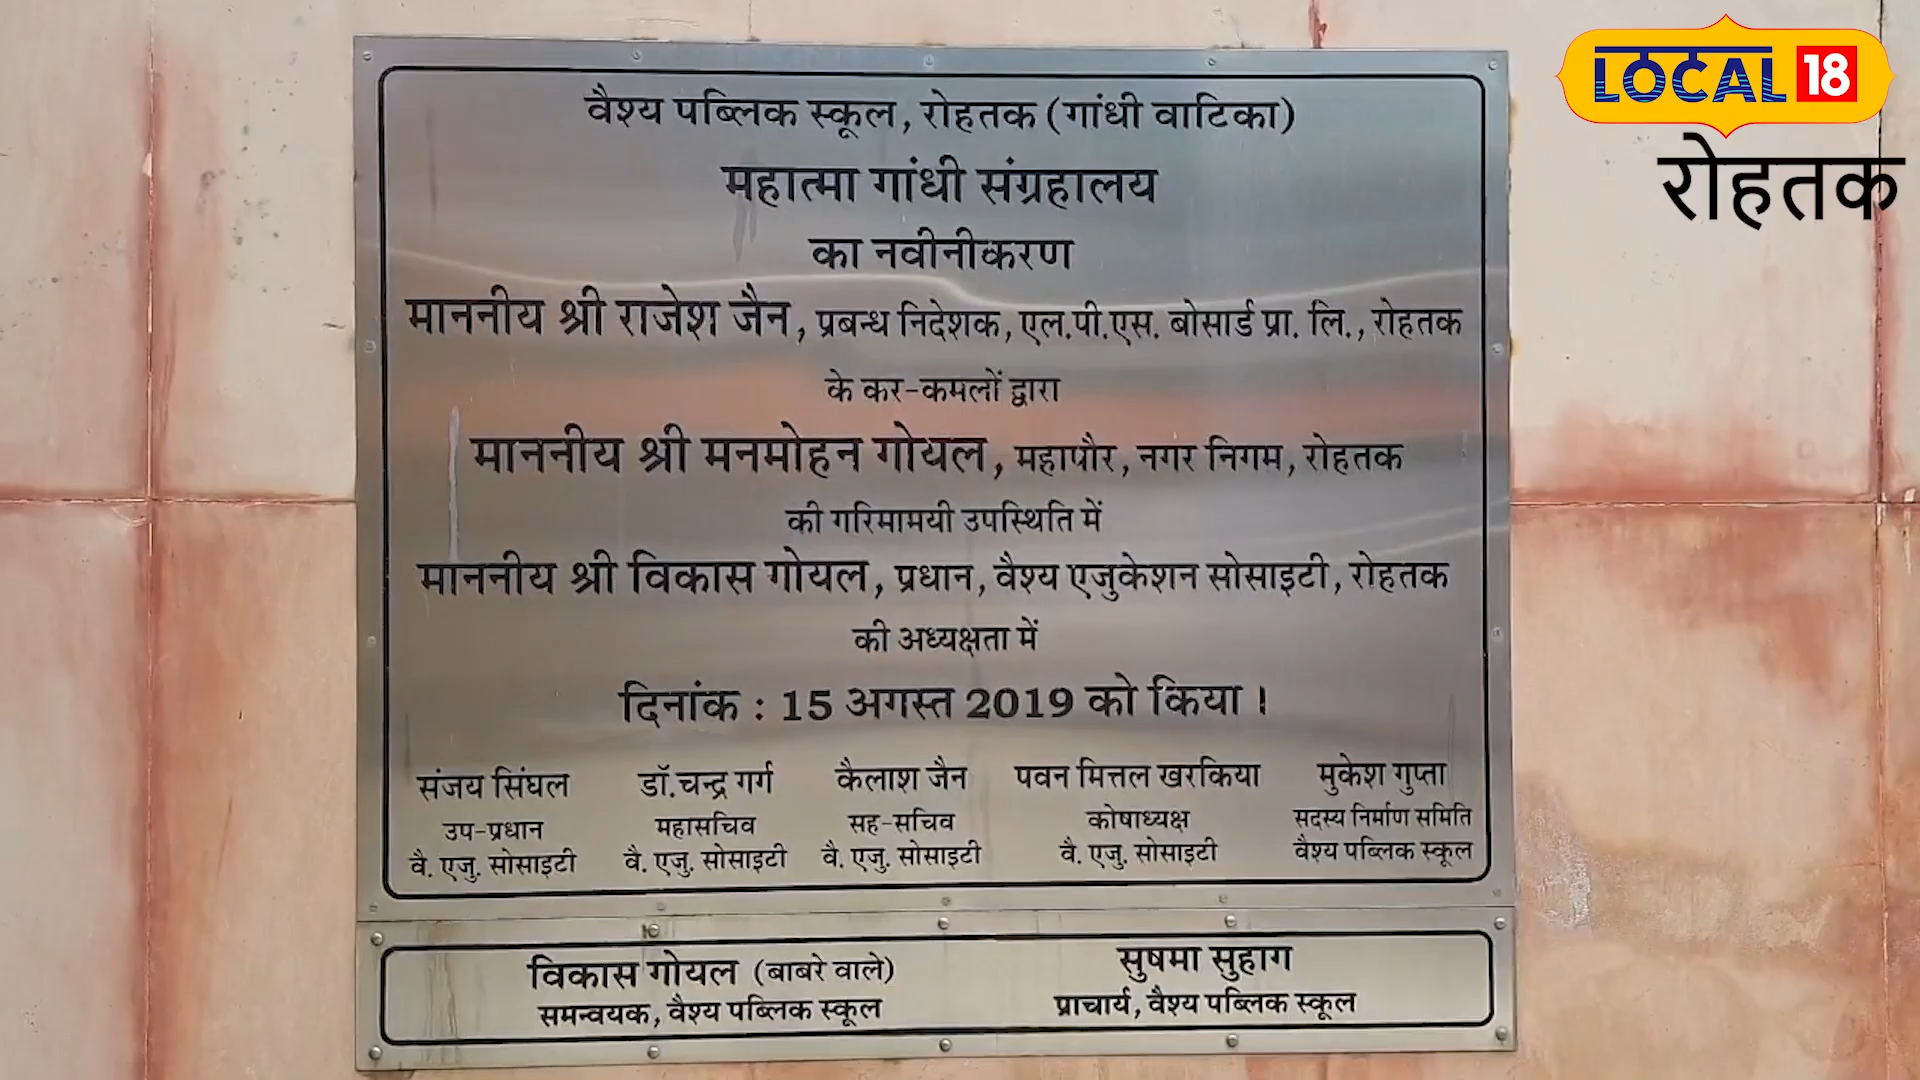 वैश्य पब्लिक स्कूल, रोहतक (गांधी वाटिका)
महात्मा गांधी संग्रहालय
का नवीनीकरण
माननीय श्री राजेश जैन, प्रबन्ध निदेशक, एल.पी.एस. बोसार्ड प्रा. लि., रोहतक
के कर-कमलों द्वारा
माननीय श्री मनमोहन गोयल, महापौर, नगर निगम, रोहतक
की गरिमामयी उपस्थिति में
माननीय श्री विकास गोयल, प्रधान, वैश्य एजुकेशन सोसाइटी, रोहतक
की अध्यक्षता में
दिनांक : 15 अगस्त 2019 को किया ।
संजय सिंघल
उप-प्रधान
वै. एजु. सोसाइटी
डॉ. चन्द्र गर्ग
महासचिव
वै. एजु. सोसाइटी
कैलाश जैन
सह-सचिव
वै. एजु. सोसाइटी
पवन मित्तल खरकिया
कोषाध्यक्ष
वै. एजु. सोसाइटी
मुकेश गुप्ता
सदस्य निर्माण समिति
वैश्य पब्लिक स्कूल
विकास गोयल (बाबरे वाले)
समन्वयक, वैश्य पब्लिक स्कूल
सुषमा सुहाग
प्राचार्य, वैश्य पब्लिक स्कूल
LOCAL 18
रोहतक